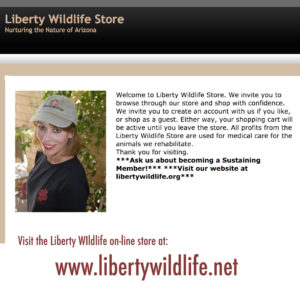 Liberty Wildlife Store
Nurturing the Nature of Arizona
Welcome to Liberty Wildlife Store. We invite you to
browse through our store and shop with confidence.
We invite you to create an account with us if you like,
or shop as a guest. Either way, your shopping cart will
be active until you leave the store. All profits from the
Liberty Wildlife Store are used for medical care for the
animals we rehabilitate.
Thank you for visiting.
***Ask us about becoming a Sustaining
Member!*** ***Visit our website at
libertywildlife.org***
Visit the Liberty WIldlife on-line store at:
www.libertywildlife.net